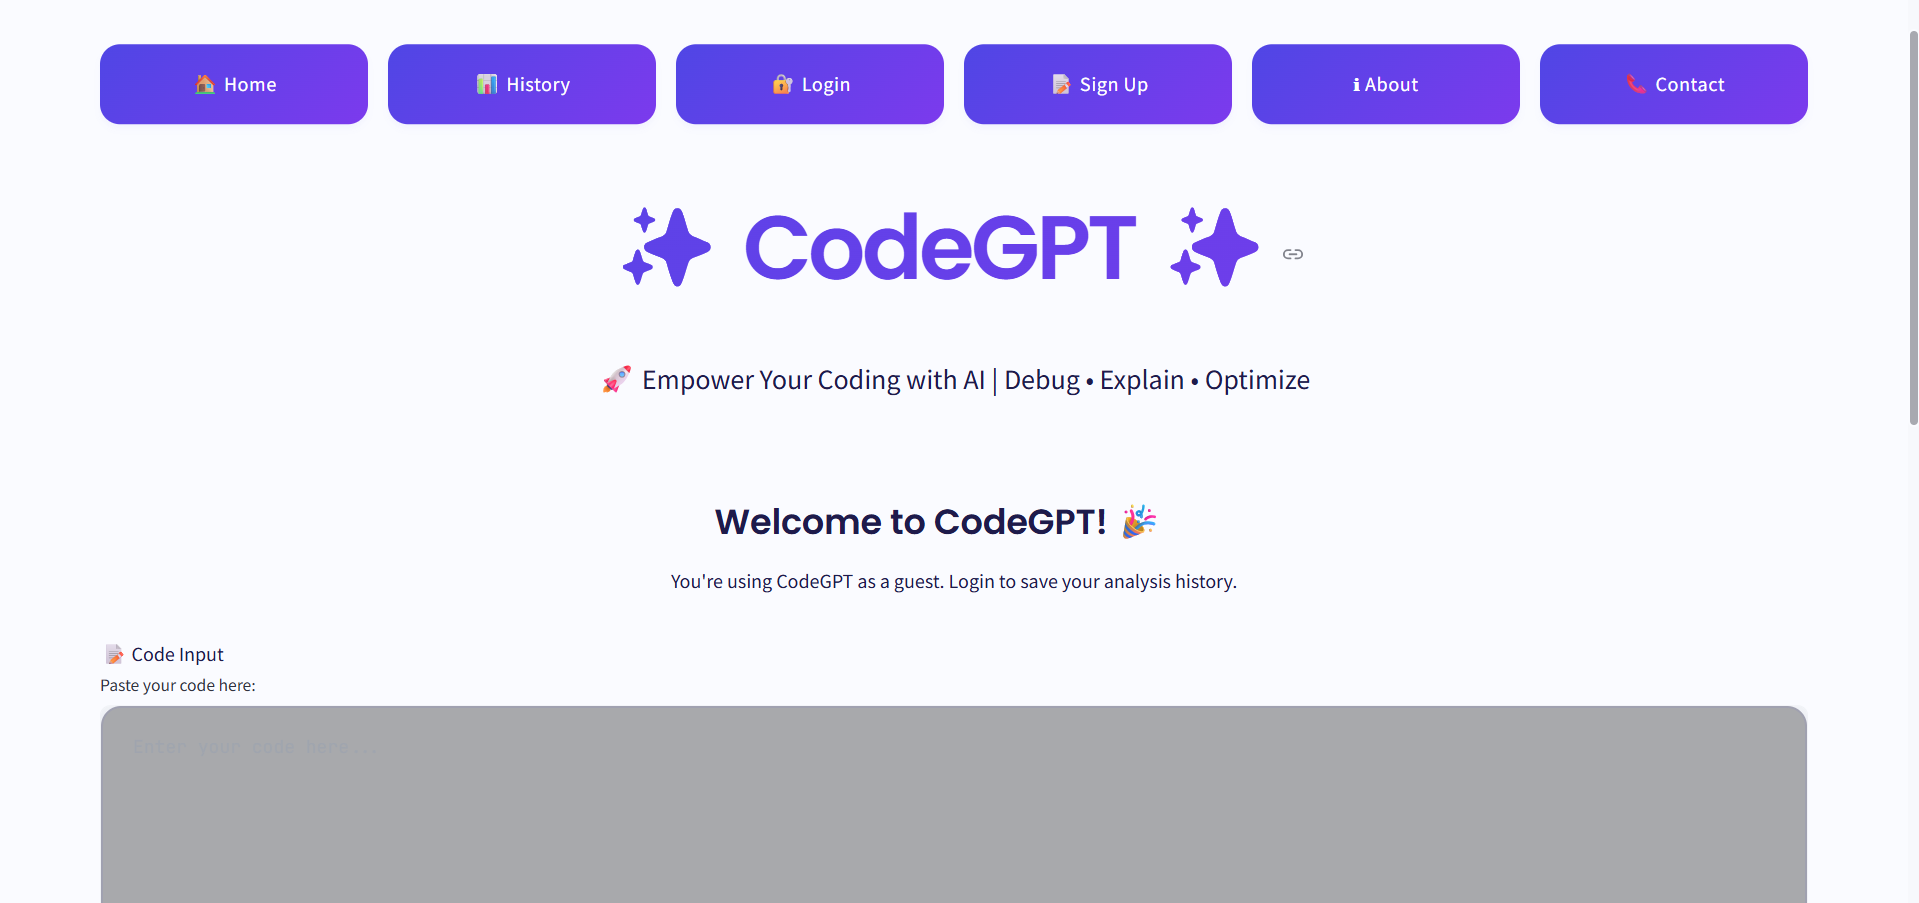 🏠 Home
📊 History
🔐 Login
📝 Sign Up
ℹ About
📞 Contact
✨ CodeGPT ✨
🚀 Empower Your Coding with AI | Debug • Explain • Optimize
Welcome to CodeGPT! 🎉
You're using CodeGPT as a guest. Login to save your analysis history.
📝 Code Input
Paste your code here:
Enter your code here...